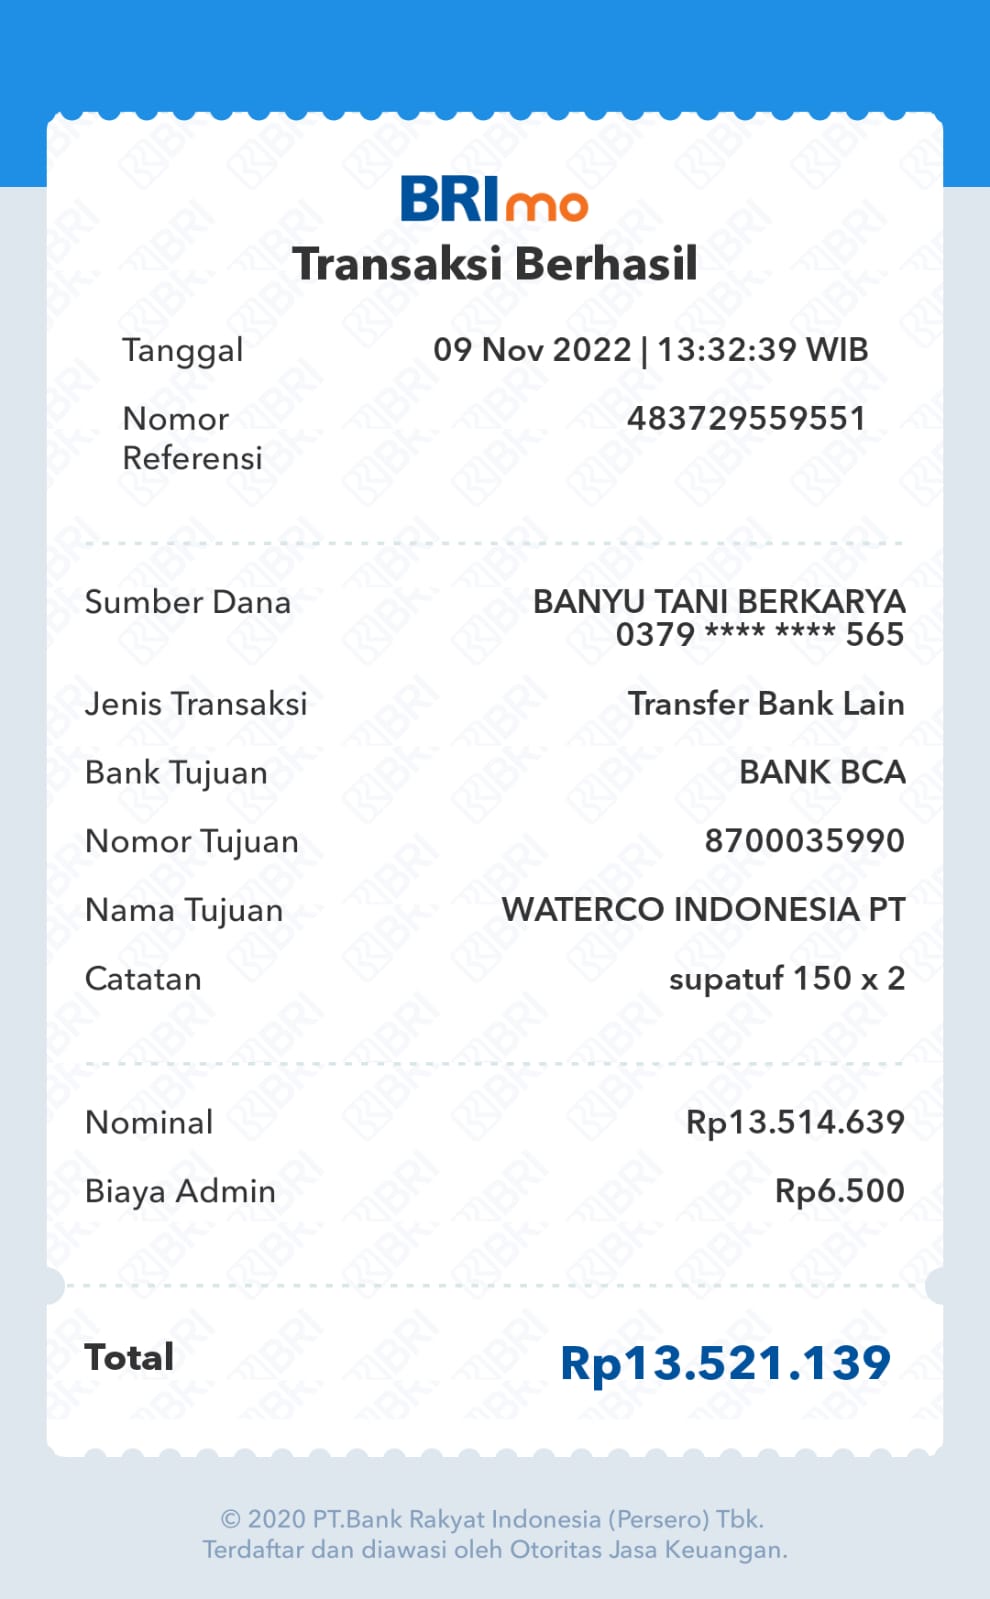 BRImo
Transaksi Berhasil
Tanggal 09 Nov 2022 | 13:32:39 WIB
Nomor Referensi 483729559551
Sumber Dana BANYU TANI BERKARYA
0379 **** **** 565
Jenis Transaksi Transfer Bank Lain
Bank Tujuan BANK BCA
Nomor Tujuan 8700035990
Nama Tujuan WATERCO INDONESIA PT
Catatan supatuf 150 x 2
Nominal Rp13.514.639
Biaya Admin Rp6.500
Total Rp13.521.139
© 2020 PT.Bank Rakyat Indonesia (Persero) Tbk.
Terdaftar dan diawasi oleh Otoritas Jasa Keuangan.